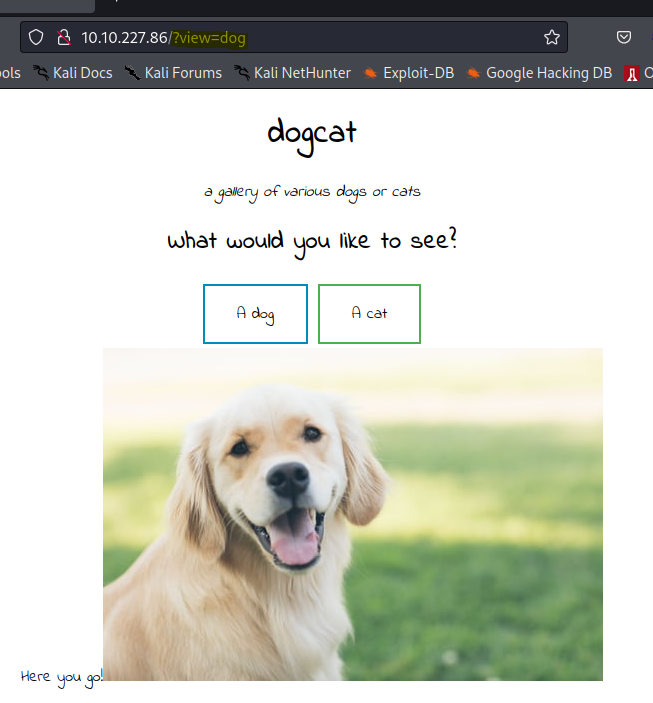 10.10.227.86/?view=dog
ols Kali Docs Kali Forums Kali NetHunter Exploit-DB Google Hacking DB O
dogcat
a gallery of various dogs or cats
What would you like to see?
A dog A cat
Here you go!